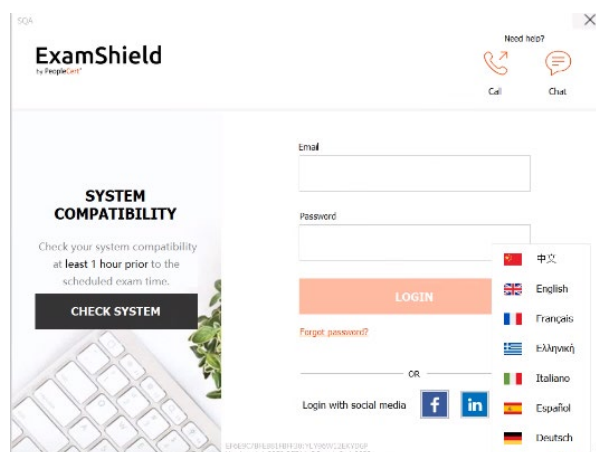 SQA
Need help?
ExamShield
by PeopleCert
Call
Chat
Email
SYSTEM
COMPATIBILITY
Password
Check your system compatibility
at least 1 hour prior to the
scheduled exam time.
CHECK SYSTEM
LOGIN
Forgot password?
OR
Login with social media
f
in
中文
English
Français
Ελληνική
Italiano
Español
Deutsch